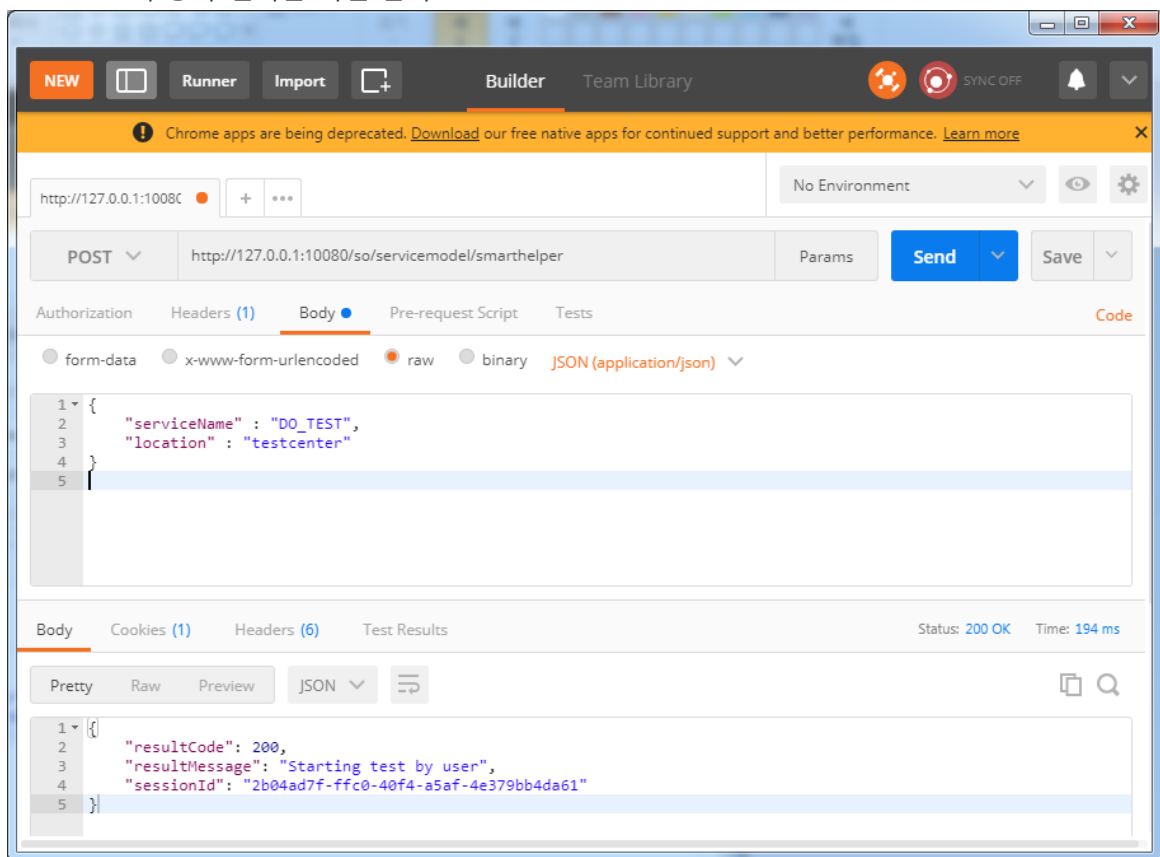 NEW Runner Import Builder Team Library SYNC OFF
Chrome apps are being deprecated. Download our free native apps for continued support and better performance. Learn more
http://127.0.0.1:1008 + ••• No Environment
POST http://127.0.0.1:10080/so/servicemodel/smarthelper Params Send Save
Authorization Headers (1) Body Pre-request Script Tests Code
form-data x-www-form-urlencoded raw binary JSON (application/json)
1 {
2 "serviceName" : "DO_TEST",
3 "location" : "testcenter"
4 }
5
Body Cookies (1) Headers (6) Test Results Status: 200 OK Time: 194 ms
Pretty Raw Preview JSON
1 {
2 "resultCode": 200,
3 "resultMessage": "Starting test by user",
4 "sessionId": "2b04ad7f-ffc0-40f4-a5af-4e379bb4da61"
5 }